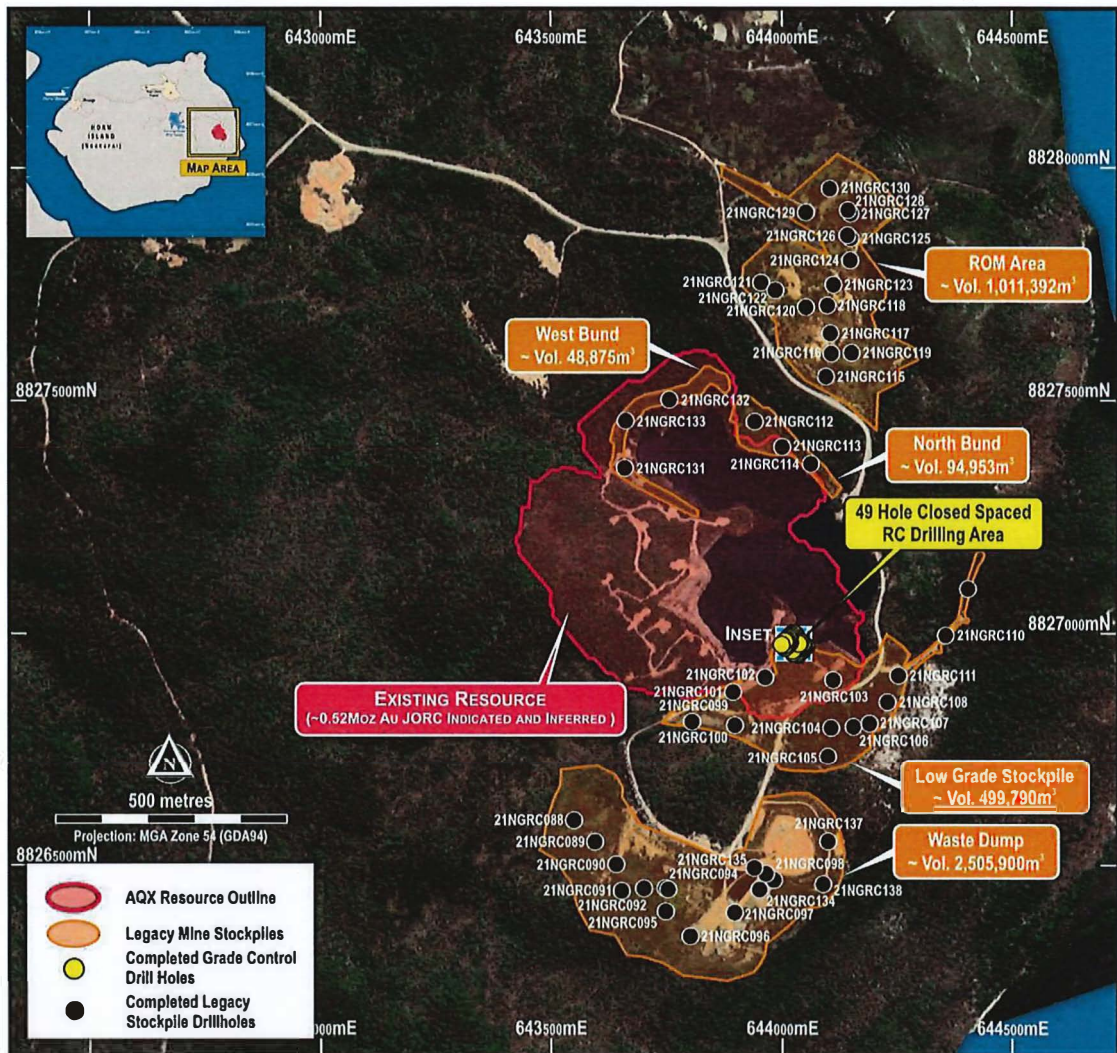 643000mE
643500mE
644000mE
644500mE
HORN
ISLAND
(NGURUPAI)
MAP AREA
8828000mN
21NGRC130
21NGRC128
21NGRC129
21NGRC127
21NGRC126
21NGRC125
21NGRC124
ROM Area
~ Vol. 1,011,392m³
21NGRC121
21NGRC123
21NGRC122
21NGRC118
21NGRC120
21NGRC117
21NGRC116
21NGRC119
21NGRC115
West Bund
~ Vol. 48,875m³
8827500mN
8827500mN
21NGRC132
21NGRC133
21NGRC112
21NGRC113
21NGRC114
21NGRC131
North Bund
~ Vol. 94,953m³
49 Hole Closed Spaced
RC Drilling Area
INSET
8827000mN
21NGRC110
21NGRC102
21NGRC111
21NGRC101
21NGRC103
21NGRC099
21NGRC108
EXISTING RESOURCE
(~0.52MOZ AU JORC INDICATED AND INFERRED )
21NGRC100
21NGRC104
21NGRC107
21NGRC106
21NGRC105
N
500 metres
Projection: MGA Zone 54 (GDA94)
Low Grade Stockpile
~ Vol. 499,790m³
21NGRC088
21NGRC137
21NGRC089
Waste Dump
~ Vol. 2,505,900m³
8826500mN
21NGRC090
21NGRC135
21NGRC098
21NGRC094
21NGRC091
21NGRC138
21NGRC092
21NGRC134
21NGRC095
21NGRC097
21NGRC096
AQX Resource Outline
Legacy Mine Stockpiles
Completed Grade Control
Drill Holes
Completed Legacy
Stockpile Drillholes
000mE
643500mE
644000mE
644500mE